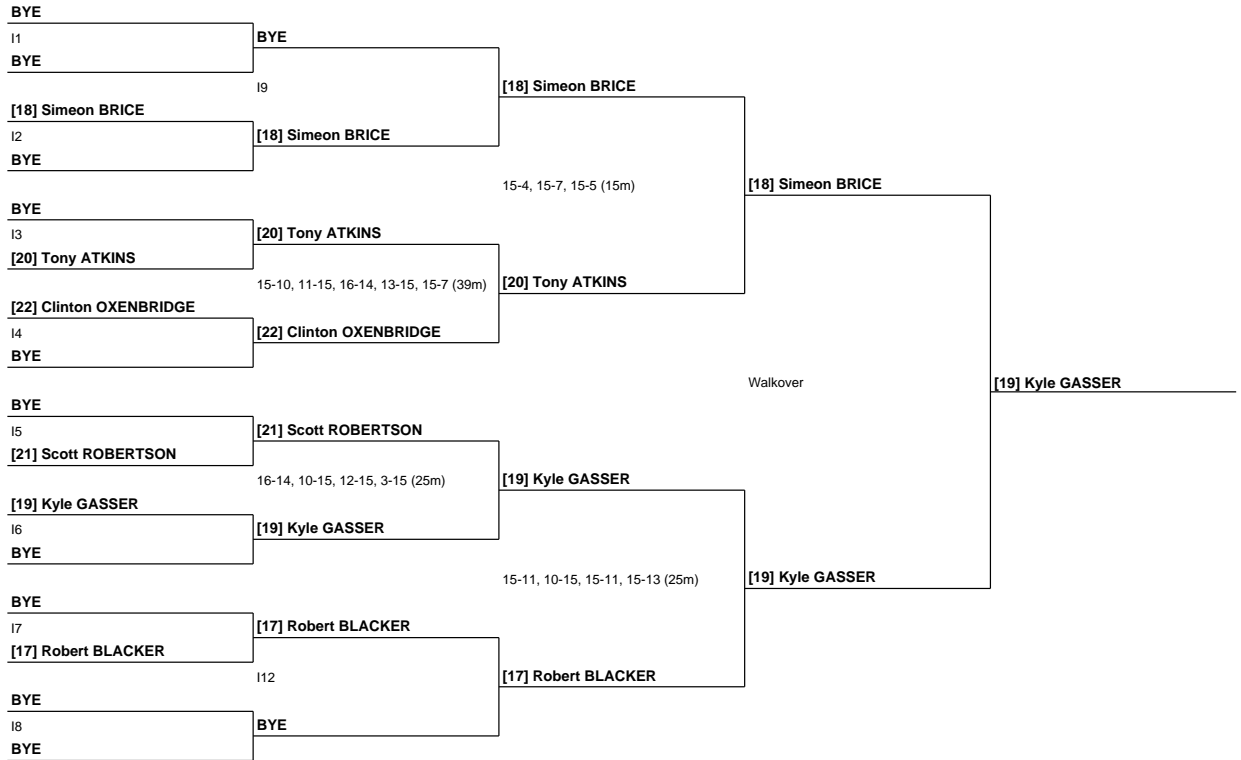 BYE
I1
BYE
BYE
I9
[18] Simeon BRICE
[18] Simeon BRICE
I2
[18] Simeon BRICE
BYE
15-4, 15-7, 15-5 (15m)
[18] Simeon BRICE
BYE
I3
[20] Tony ATKINS
[20] Tony ATKINS
15-10, 11-15, 16-14, 13-15, 15-7 (39m)
[20] Tony ATKINS
[22] Clinton OXENBRIDGE
I4
[22] Clinton OXENBRIDGE
BYE
Walkover
[19] Kyle GASSER
BYE
I5
[21] Scott ROBERTSON
[21] Scott ROBERTSON
16-14, 10-15, 12-15, 3-15 (25m)
[19] Kyle GASSER
[19] Kyle GASSER
I6
[19] Kyle GASSER
BYE
15-11, 10-15, 15-11, 15-13 (25m)
[19] Kyle GASSER
BYE
I7
[17] Robert BLACKER
[17] Robert BLACKER
I12
[17] Robert BLACKER
BYE
I8
BYE
BYE